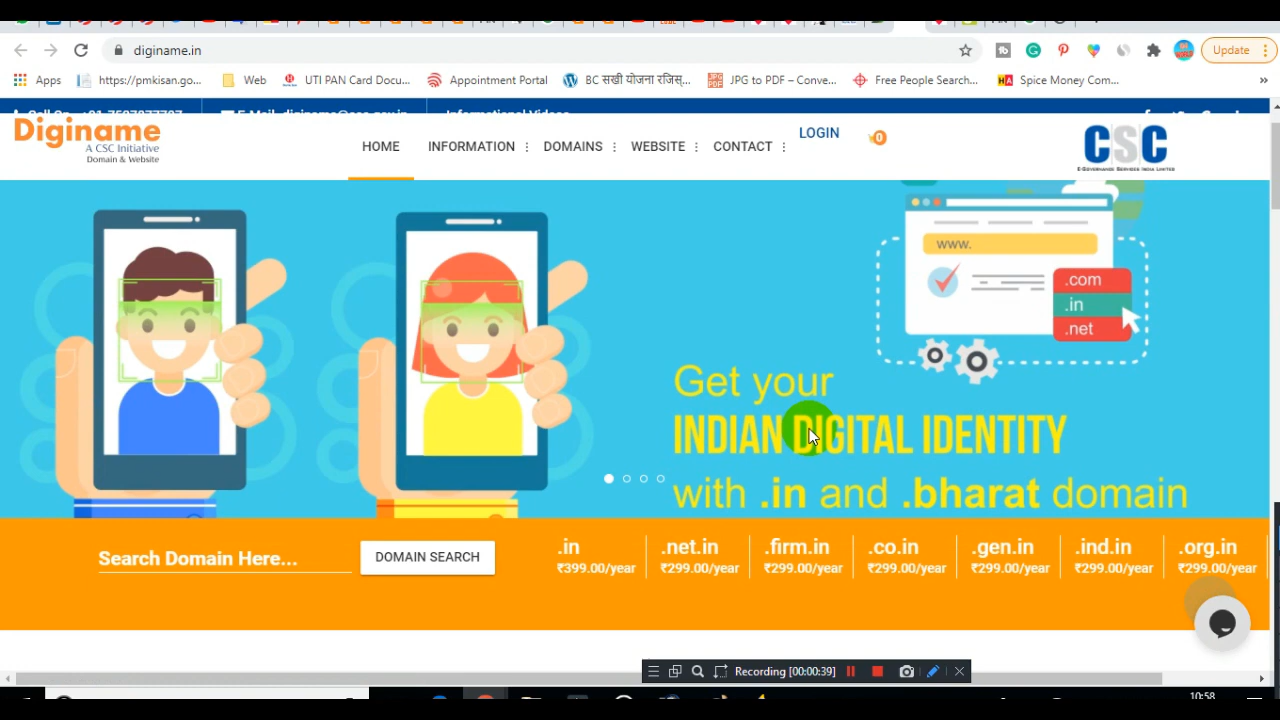 diginame.in
Update
Apps
https://pmkisan.go...
Web
UTI PAN Card Docu...
Appointment Portal
BC सखी योजना रजिस्...
JPG to PDF – Conve...
Free People Search...
Spice Money Com...
»
Diginame
A CSC Initiative
Domain & Website
HOME
INFORMATION
DOMAINS
WEBSITE
CONTACT
LOGIN
0
CSC
E-Governance Services India Limited
www.
.com
.in
.net
Get your
INDIAN DIGITAL IDENTITY
with .in and .bharat domain
Search Domain Here...
DOMAIN SEARCH
.in
₹399.00/year
.net.in
₹299.00/year
.firm.in
₹299.00/year
.co.in
₹299.00/year
.gen.in
₹299.00/year
.ind.in
₹299.00/year
.org.in
₹299.00/year
Recording [00:00:39]
10:58